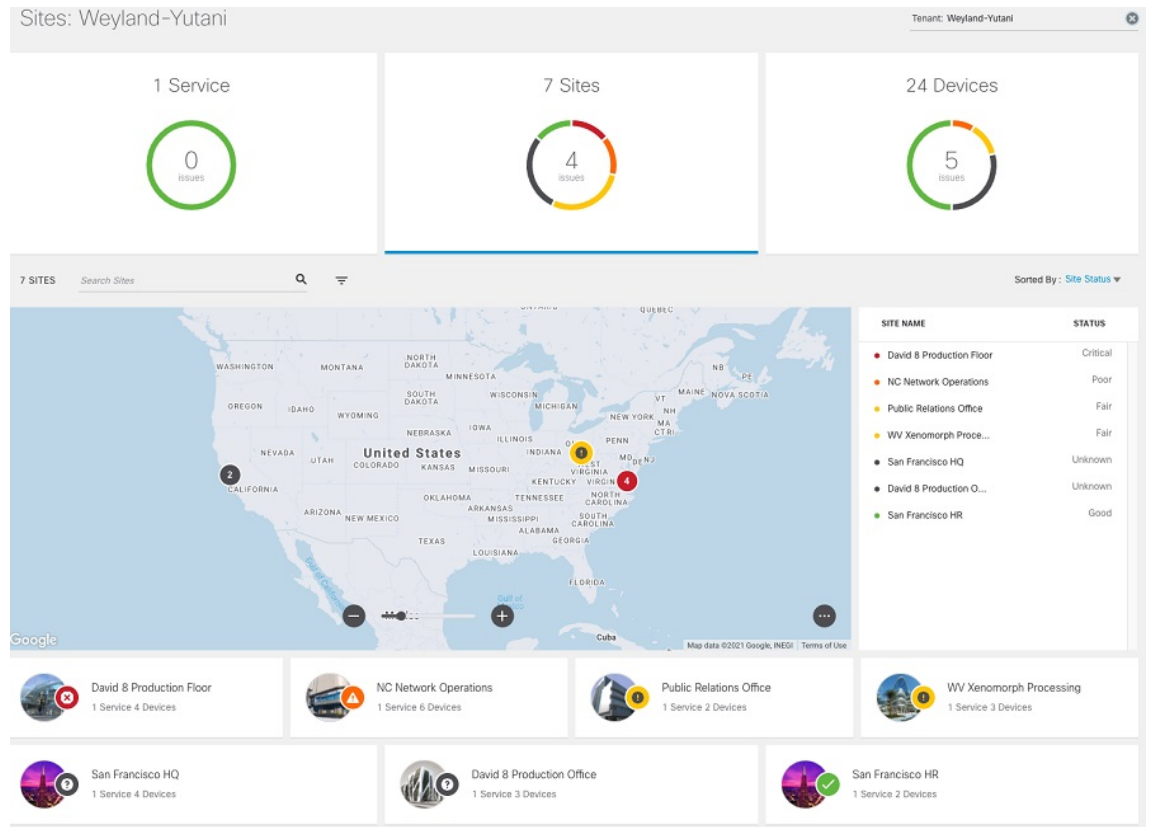 Sites: Weyland-Yutani
Tenant: Weyland-Yutani
1 Service
0
issues
7 Sites
4
issues
24 Devices
5
issues
7 SITES
Search Sites
Sorted By : Site Status
QUEBEC
WASHINGTON
MONTANA
NORTH DAKOTA
MINNESOTA
NB
PE
OREGON
IDAHO
WYOMING
SOUTH DAKOTA
WISCONSIN
MICHIGAN
VT
MAINE
NOVA SCOTIA
NH
NEW YORK
MA
CT RI
NEBRASKA
IOWA
ILLINOIS
INDIANA
PENN
NEVADA
UTAH
United States
COLORADO
KANSAS
MISSOURI
MD
DE
NJ
VIRGINIA
KENTUCKY
2
4
CALIFORNIA
OKLAHOMA
TENNESSEE
NORTH CAROLINA
ARIZONA
NEW MEXICO
ARKANSAS
MISSISSIPPI
SOUTH CAROLINA
ALABAMA
TEXAS
GEORGIA
LOUISIANA
Gulf of California
FLORIDA
Gulf of
Cuba
Google
Map data ©2021 Google, INEGI
Terms of Use
SITE NAME STATUS
David 8 Production Floor Critical
NC Network Operations Poor
Public Relations Office Fair
WV Xenomorph Proce... Fair
San Francisco HQ Unknown
David 8 Production O... Unknown
San Francisco HR Good
David 8 Production Floor
1 Service 4 Devices
NC Network Operations
1 Service 6 Devices
Public Relations Office
1 Service 2 Devices
WV Xenomorph Processing
1 Service 3 Devices
San Francisco HQ
1 Service 4 Devices
David 8 Production Office
1 Service 3 Devices
San Francisco HR
1 Service 2 Devices